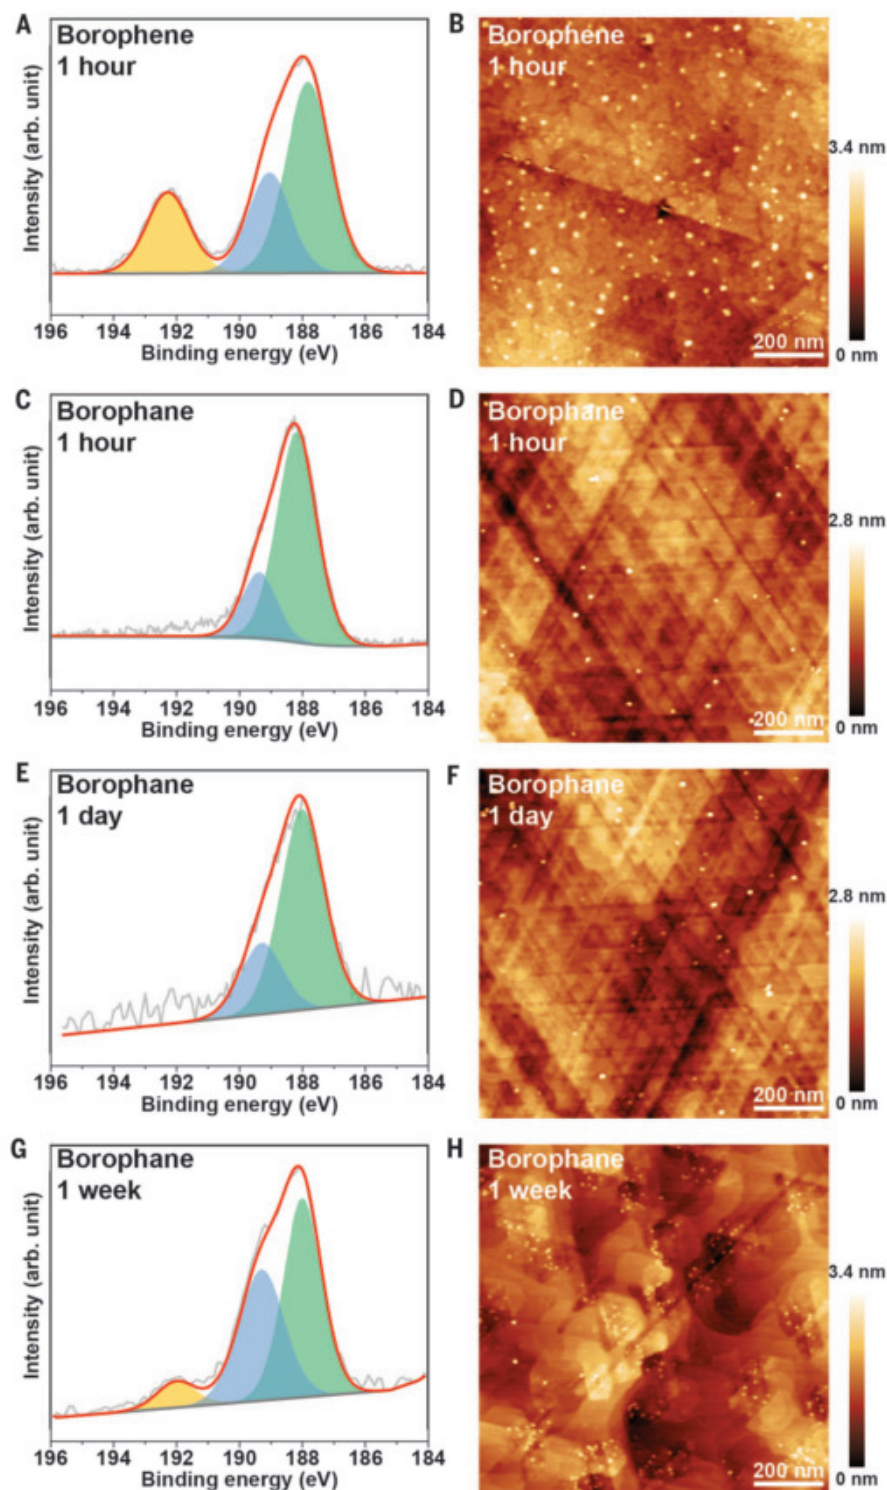 A
Borophene
1 hour
Intensity (arb. unit)
196 194 192 190 188 186 184
Binding energy (eV)
B
Borophene
1 hour
200 nm
3.4 nm
0 nm
C
Borophane
1 hour
Intensity (arb. unit)
196 194 192 190 188 186 184
Binding energy (eV)
D
Borophane
1 hour
200 nm
2.8 nm
0 nm
E
Borophane
1 day
Intensity (arb. unit)
196 194 192 190 188 186 184
Binding energy (eV)
F
Borophane
1 day
200 nm
2.8 nm
0 nm
G
Borophane
1 week
Intensity (arb. unit)
196 194 192 190 188 186 184
Binding energy (eV)
H
Borophane
1 week
200 nm
3.4 nm
0 nm